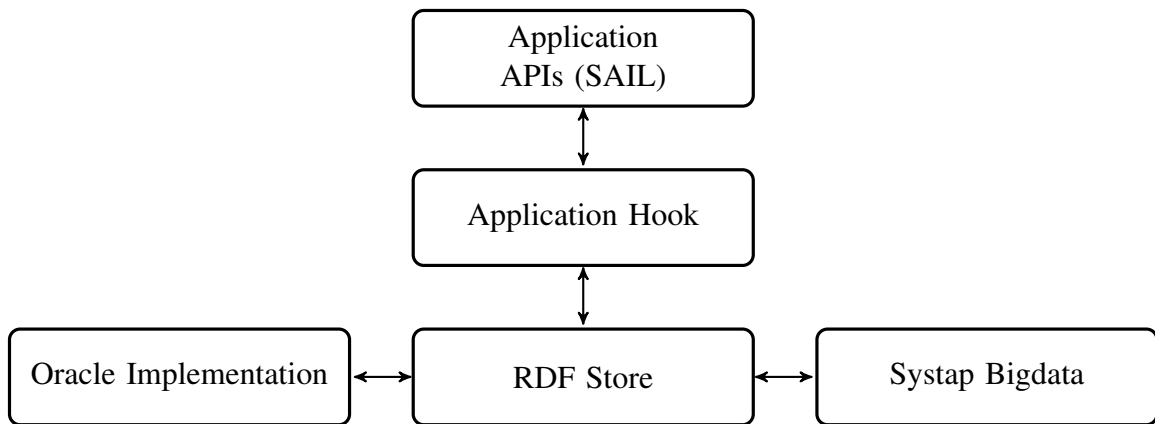 Application
APIs (SAIL)
Application Hook
Oracle Implementation
RDF Store
Systap Bigdata